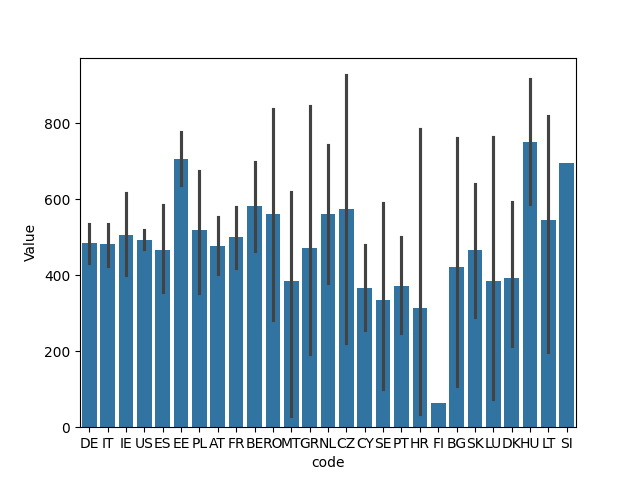 800
600
400
200
0
Value
DE IT IE US ES EE PL AT FR BE RO MT GR NL CZ CY SE PT HR FI BG SK LU DK HU LT SI
code